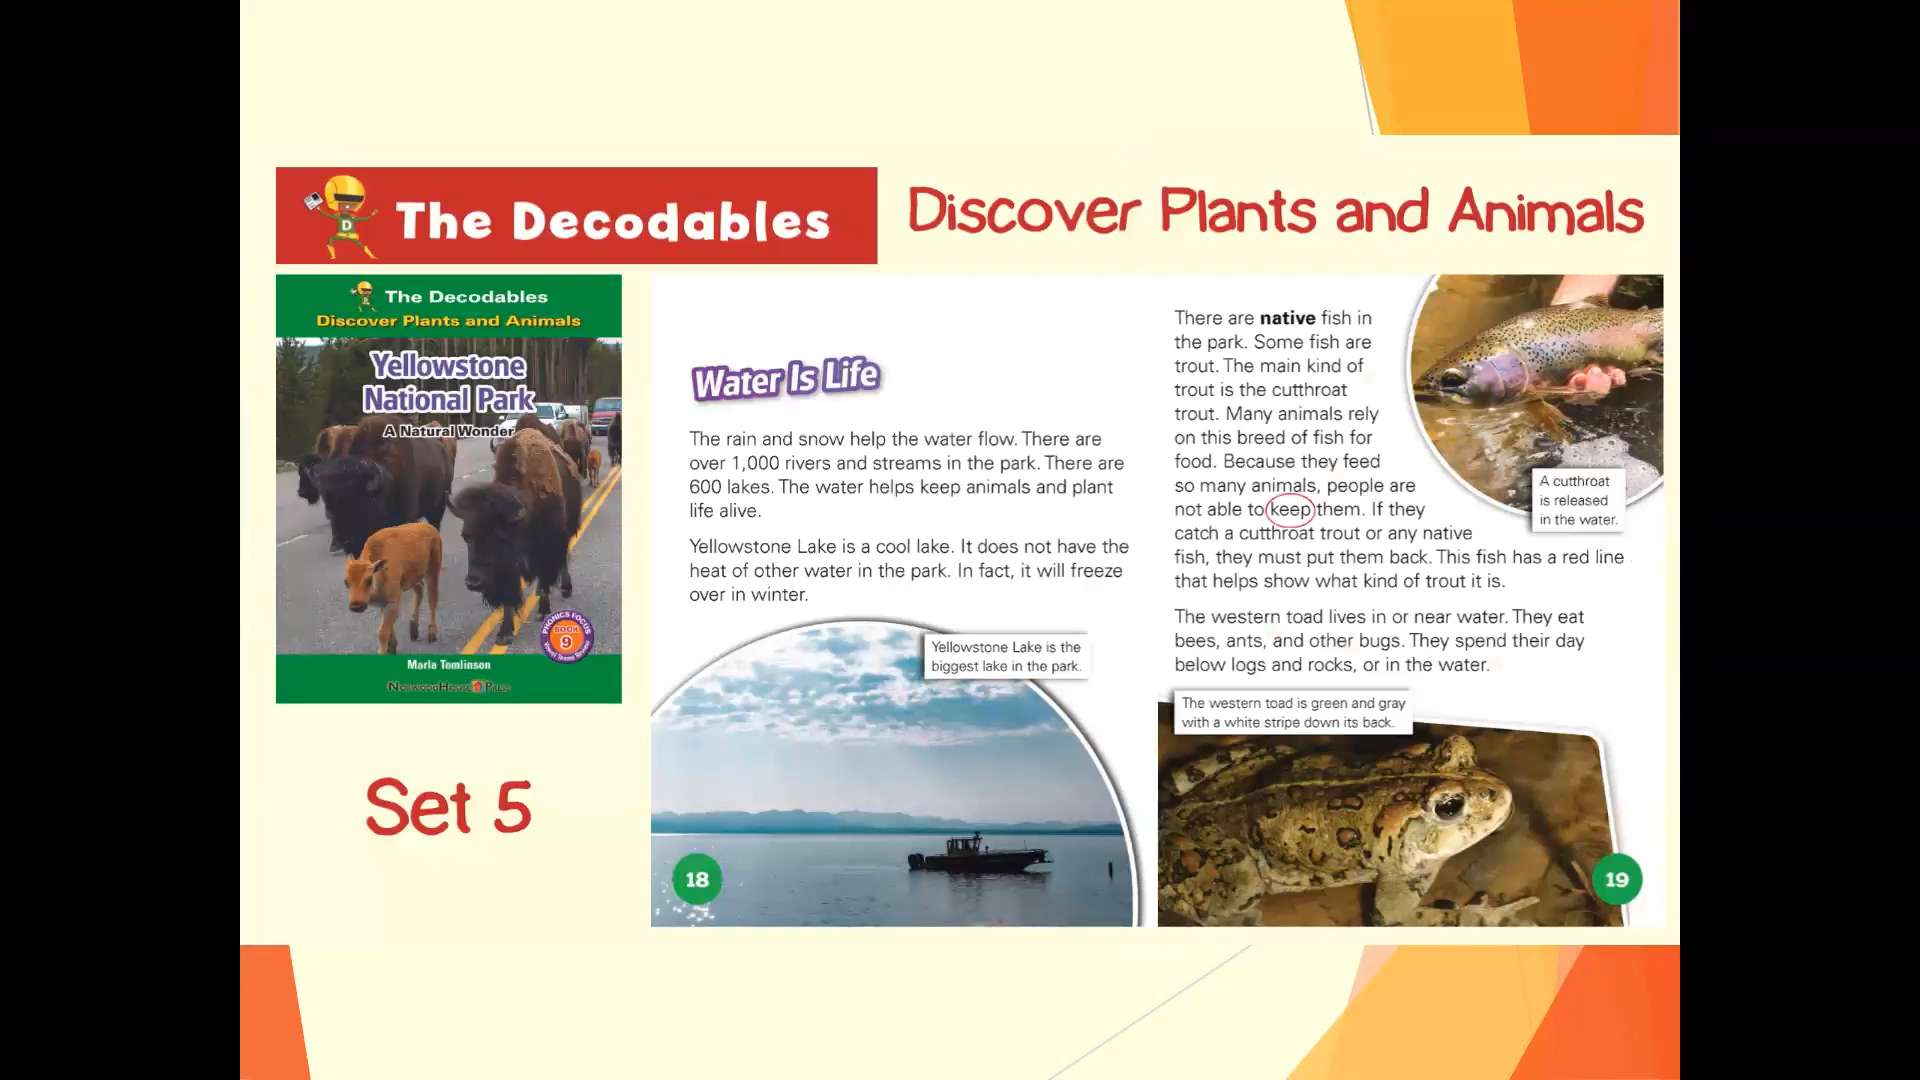 The Decodables
Discover Plants and Animals
The Decodables
Discover Plants and Animals
Yellowstone
National Park
A Natural Wonder
PHONICS FOCUS
BOOK
9
Marla Tomlinson
NorwoodHouse Press
Set 5
Water Is Life
The rain and snow help the water flow. There are
over 1,000 rivers and streams in the park. There are
600 lakes. The water helps keep animals and plant
life alive.
Yellowstone Lake is a cool lake. It does not have the
heat of other water in the park. In fact, it will freeze
over in winter.
Yellowstone Lake is the
biggest lake in the park.
18
There are native fish in
the park. Some fish are
trout. The main kind of
trout is the cutthroat
trout. Many animals rely
on this breed of fish for
food. Because they feed
so many animals, people are
not able to keep them. If they
catch a cutthroat trout or any native
fish, they must put them back. This fish has a red line
that helps show what kind of trout it is.
A cutthroat
is released
in the water.
The western toad lives in or near water. They eat
bees, ants, and other bugs. They spend their day
below logs and rocks, or in the water.
The western toad is green and gray
with a white stripe down its back.
19